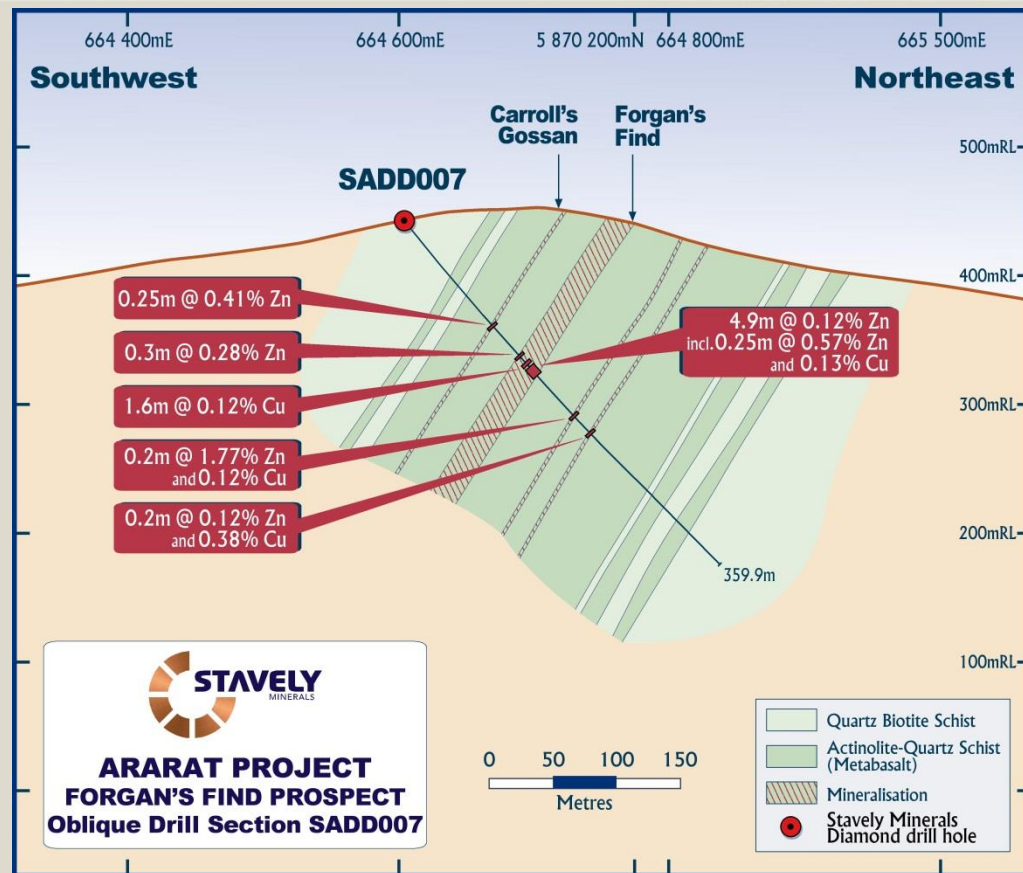 664 400mE
664 600mE
5 870 200mN
664 800mE
665 500mE
Southwest
Northeast
Carroll's
Gossan
Forgan's
Find
500mRL
SADD007
400mRL
0.25m @ 0.41% Zn
0.3m @ 0.28% Zn
1.6m @ 0.12% Cu
0.2m @ 1.77% Zn
and 0.12% Cu
0.2m @ 0.12% Zn
and 0.38% Cu
4.9m @ 0.12% Zn
incl.0.25m @ 0.57% Zn
and 0.13% Cu
300mRL
200mRL
359.9m
100mRL
STAVELY
MINERALS
ARARAT PROJECT
FORGAN'S FIND PROSPECT
Oblique Drill Section SADD007
0 50 100 150
Metres
Quartz Biotite Schist
Actinolite-Quartz Schist
(Metabasalt)
Mineralisation
Stavely Minerals
Diamond drill hole